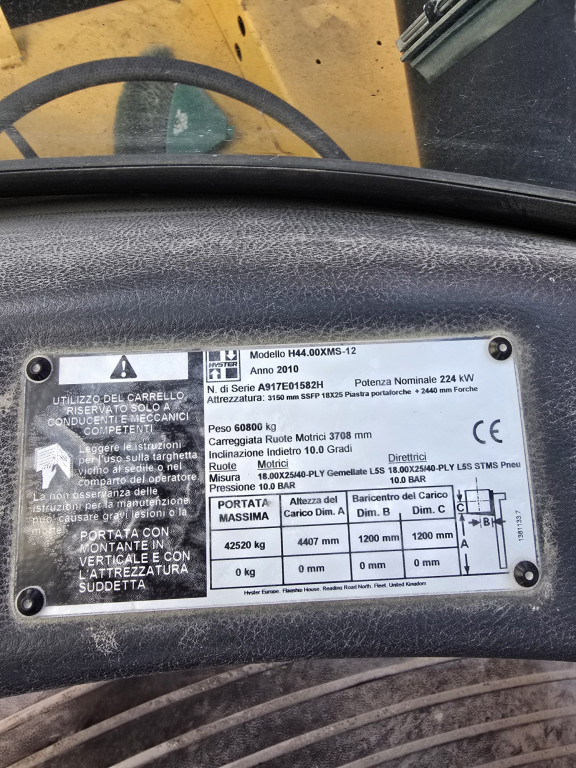 UTILIZZO DEL CARRELLO
RISERVATO SOLO A
CONDUCENTI E MECCANICI
COMPETENTI
Leggere le istruzioni
per l'uso sulla targhetta
vicino al sedile o nel
comparto del operatore.
La non osservanza delle
istruzioni per la manutenzione
puo' causare gravi lesioni o la
PORTATA CON
MONTANTE IN
VERTICALE E CON
L'ATTREZZATURA
SUDDETTA
HYSTER
Modello H44.00XMS-12
Anno 2010
N. di Serie A917E01582H Potenza Nominale 224 kW
Attrezzatura: 3150 mm SSFP 18X25 Piastra portaforche + 2440 mm Forche
Peso 60800 kg
Carreggiata Ruote Motrici 3708 mm
Inclinazione Indietro 10.0 Gradi
CE
Ruote Motrici Direttrici
Misura 18.00X25/40-PLY Gemellate L5S 18.00X25/40-PLY L5S STMS Pneu
Pressione 10.0 BAR 10.0 BAR
PORTATA MASSIMA Altezza del Carico Dim. A Baricentro del Carico
Dim. B Dim. C
42520 kg 4407 mm 1200 mm 1200 mm
0 kg 0 mm 0 mm 0 mm
C
B
A
1381133 7
Hyster Europe, Flagship House, Reading Road North, Fleet, United Kingdom